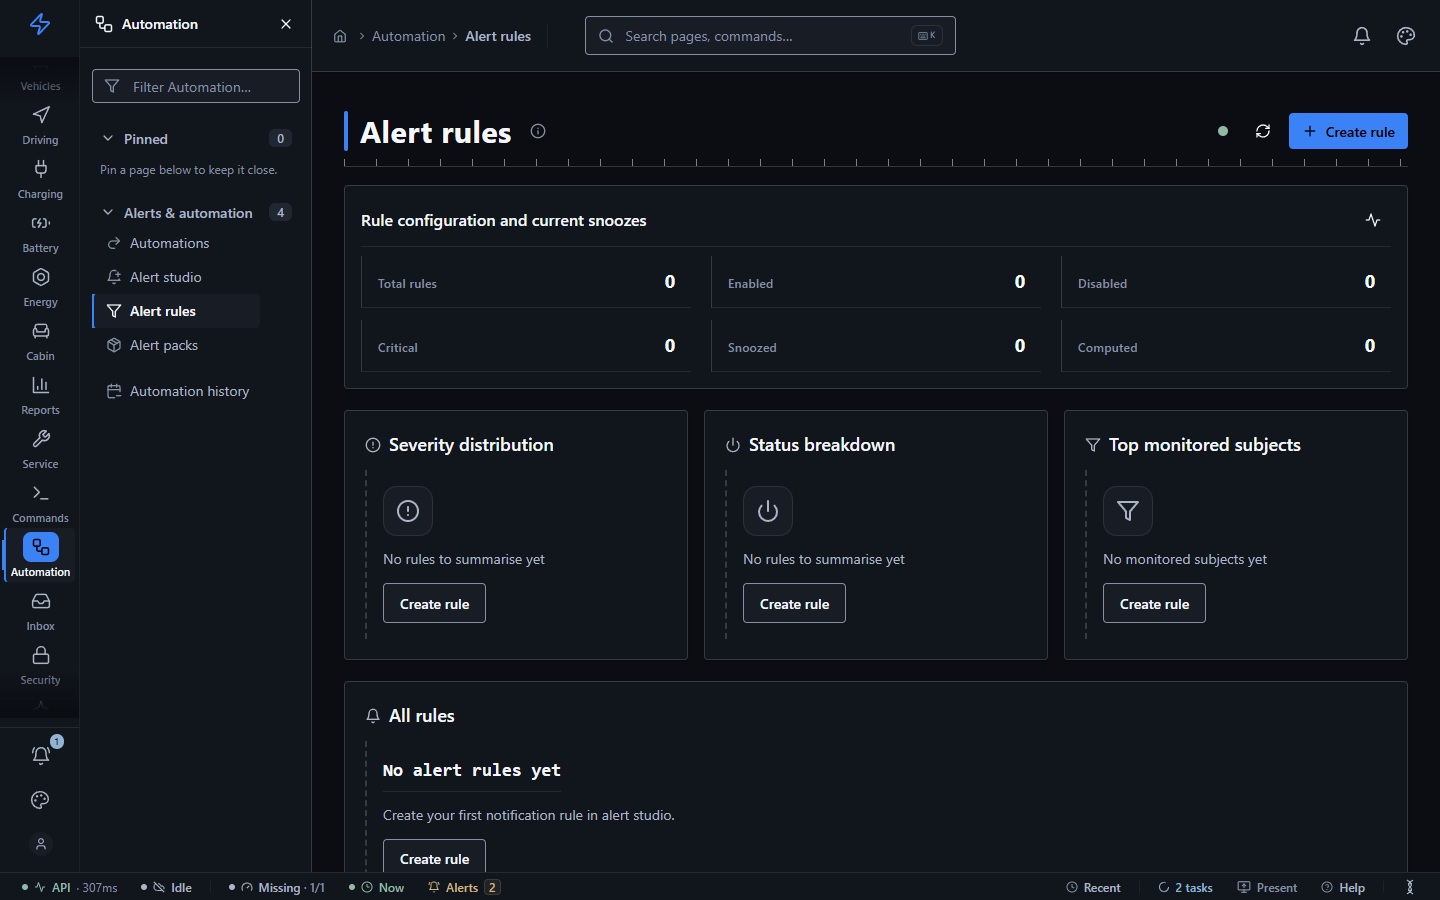 Automation
Automation
Alert rules
Search pages, commands...
K
Vehicles
Driving
Charging
Battery
Energy
Cabin
Reports
Service
Commands
Automation
Inbox
Security
1
Filter Automation...
Pinned
0
Pin a page below to keep it close.
Alerts & automation
4
Automations
Alert studio
Alert rules
Alert packs
Automation history
Alert rules
Create rule
Rule configuration and current snoozes
Total rules
0
Enabled
0
Disabled
0
Critical
0
Snoozed
0
Computed
0
Severity distribution
No rules to summarise yet
Create rule
Status breakdown
No rules to summarise yet
Create rule
Top monitored subjects
No monitored subjects yet
Create rule
All rules
No alert rules yet
Create your first notification rule in alert studio.
Create rule
API · 307ms
Idle
Missing · 1/1
Now
Alerts 2
Recent
2 tasks
Present
Help